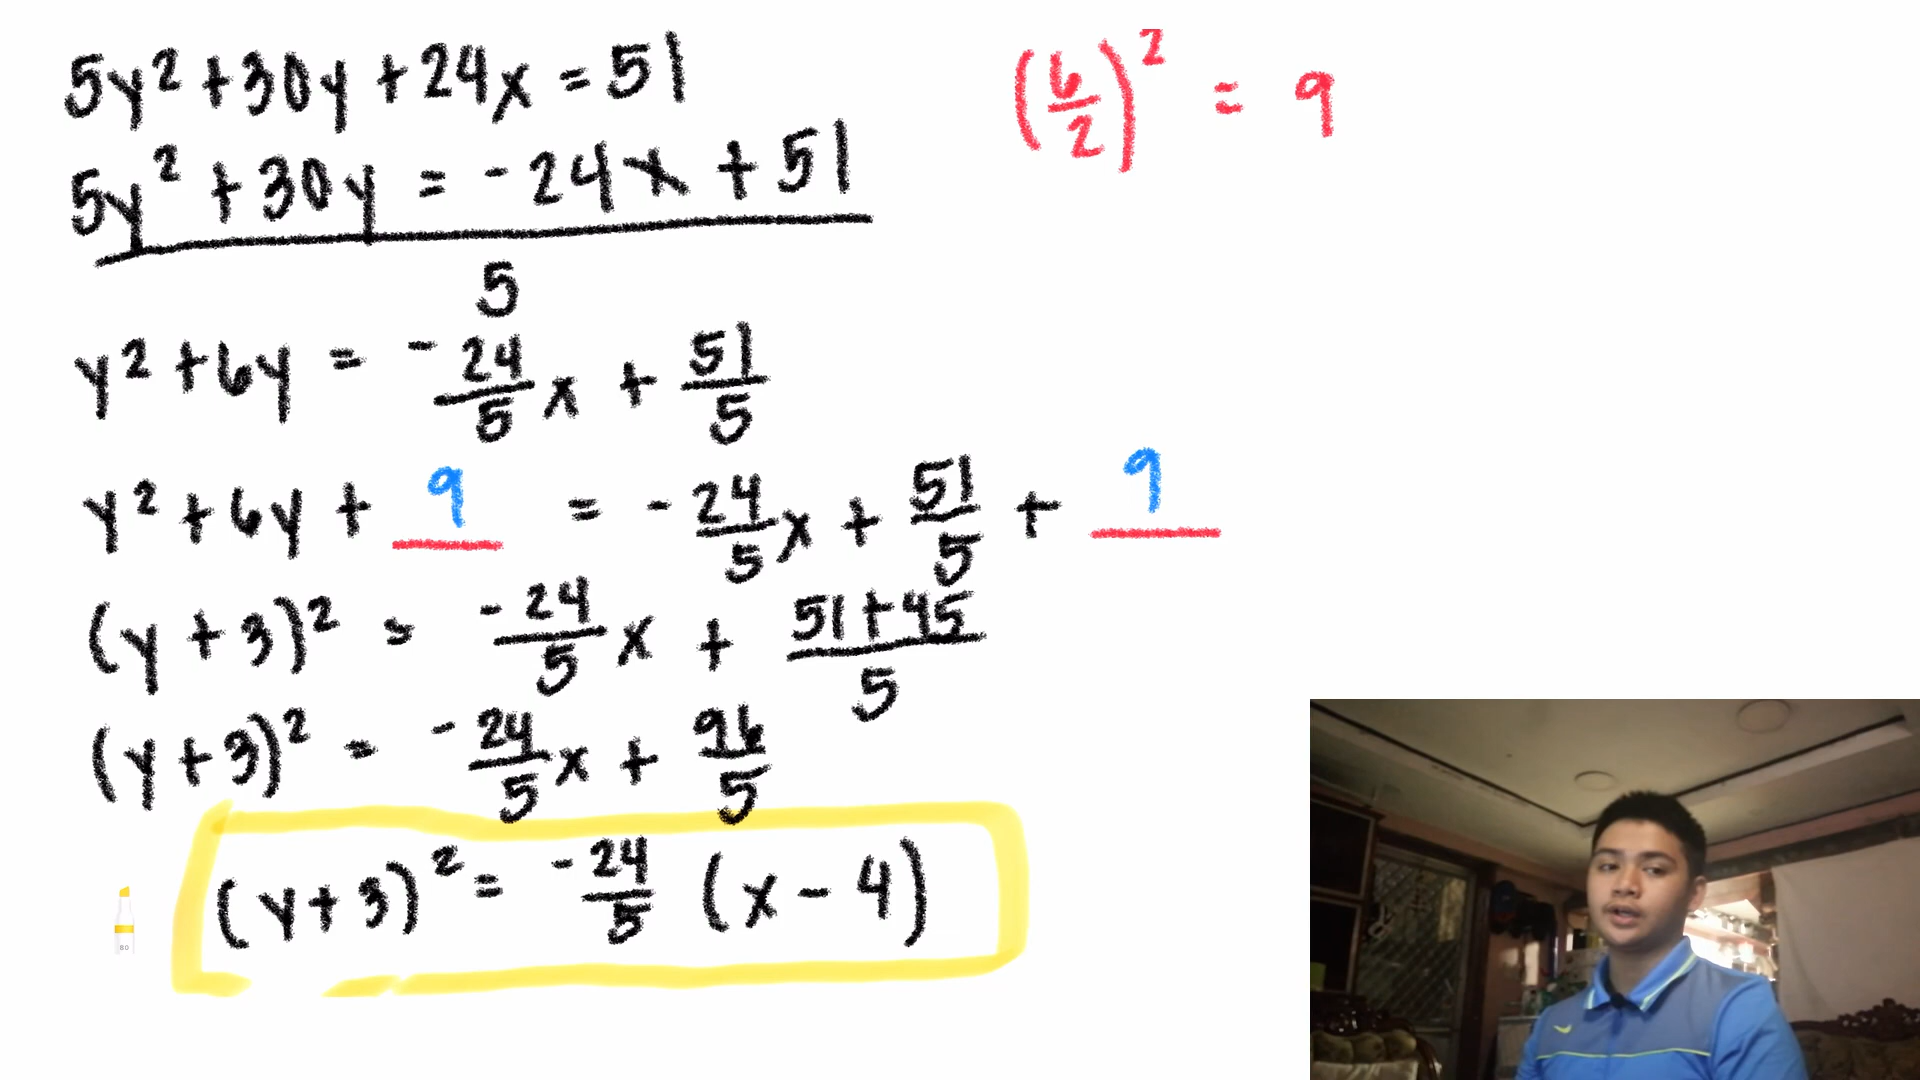 5y² + 30y + 24x = 51
(6/2)² = 9
5y² + 30y = -24x + 51
5
y² + 6y = -24/5 x + 51/5
y² + 6y + 9 = -24/5 x + 51/5 + 9
(y + 3)² = -24/5 x + (51+45)/5
(y + 3)² = -24/5 x + 96/5
(y + 3)² = -24/5 (x - 4)
80